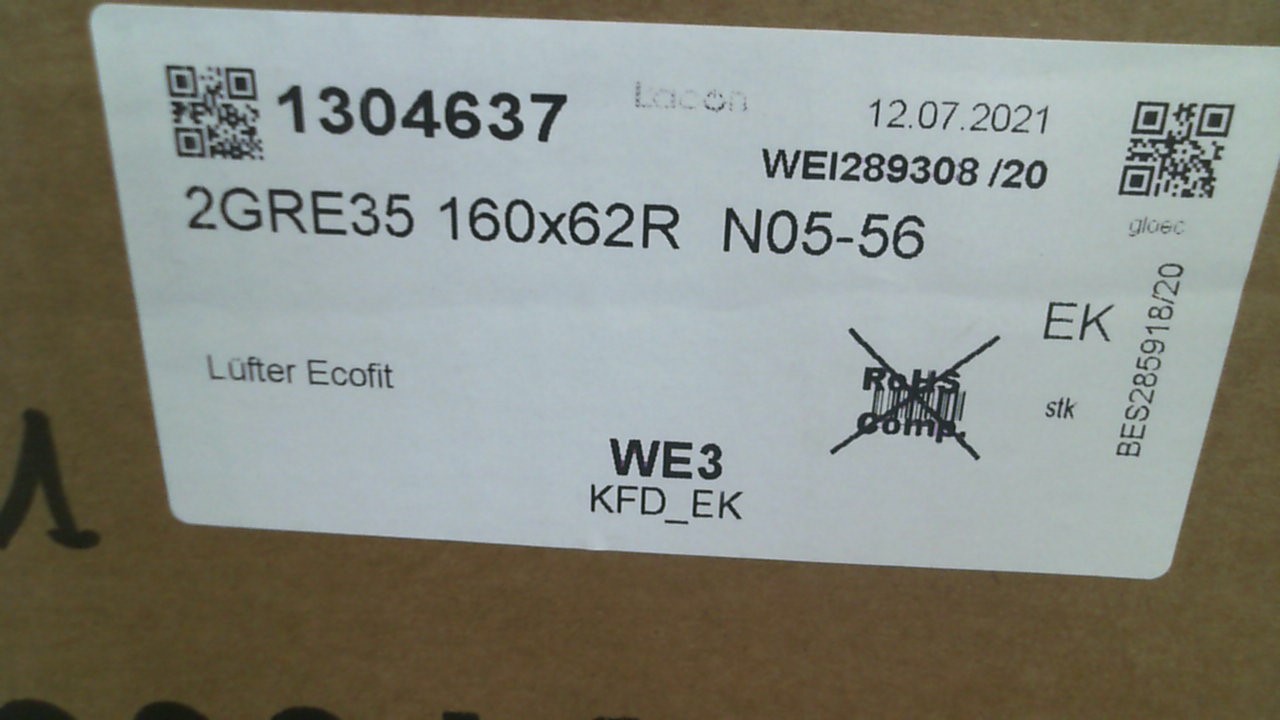 1304637
Lacon
12.07.2021
WEI289308 /20
2GRE35 160x62R N05-56
gloec
BES285918/20
EK
Lüfter Ecofit
RoHS
Comp.
stk
WE3
KFD_EK
1